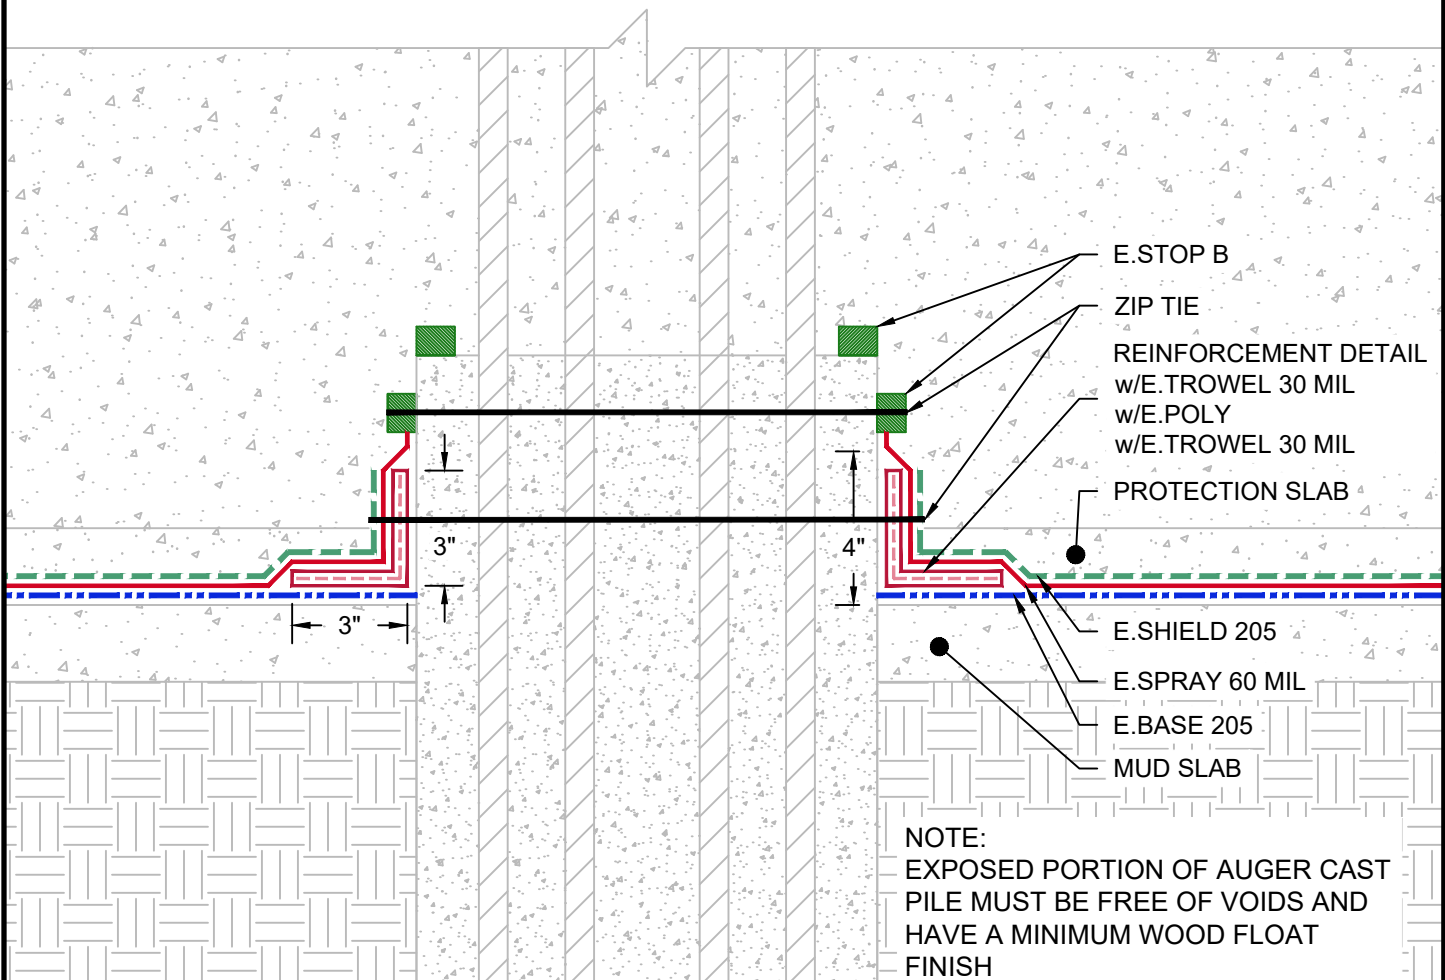 E.STOP B
ZIP TIE
REINFORCEMENT DETAIL
w/E.TROWEL 30 MIL
w/E.POLY
w/E.TROWEL 30 MIL
PROTECTION SLAB
3"
4"
3"
E.SHIELD 205
E.SPRAY 60 MIL
E.BASE 205
MUD SLAB
NOTE:
EXPOSED PORTION OF AUGER CAST
PILE MUST BE FREE OF VOIDS AND
HAVE A MINIMUM WOOD FLOAT
FINISH